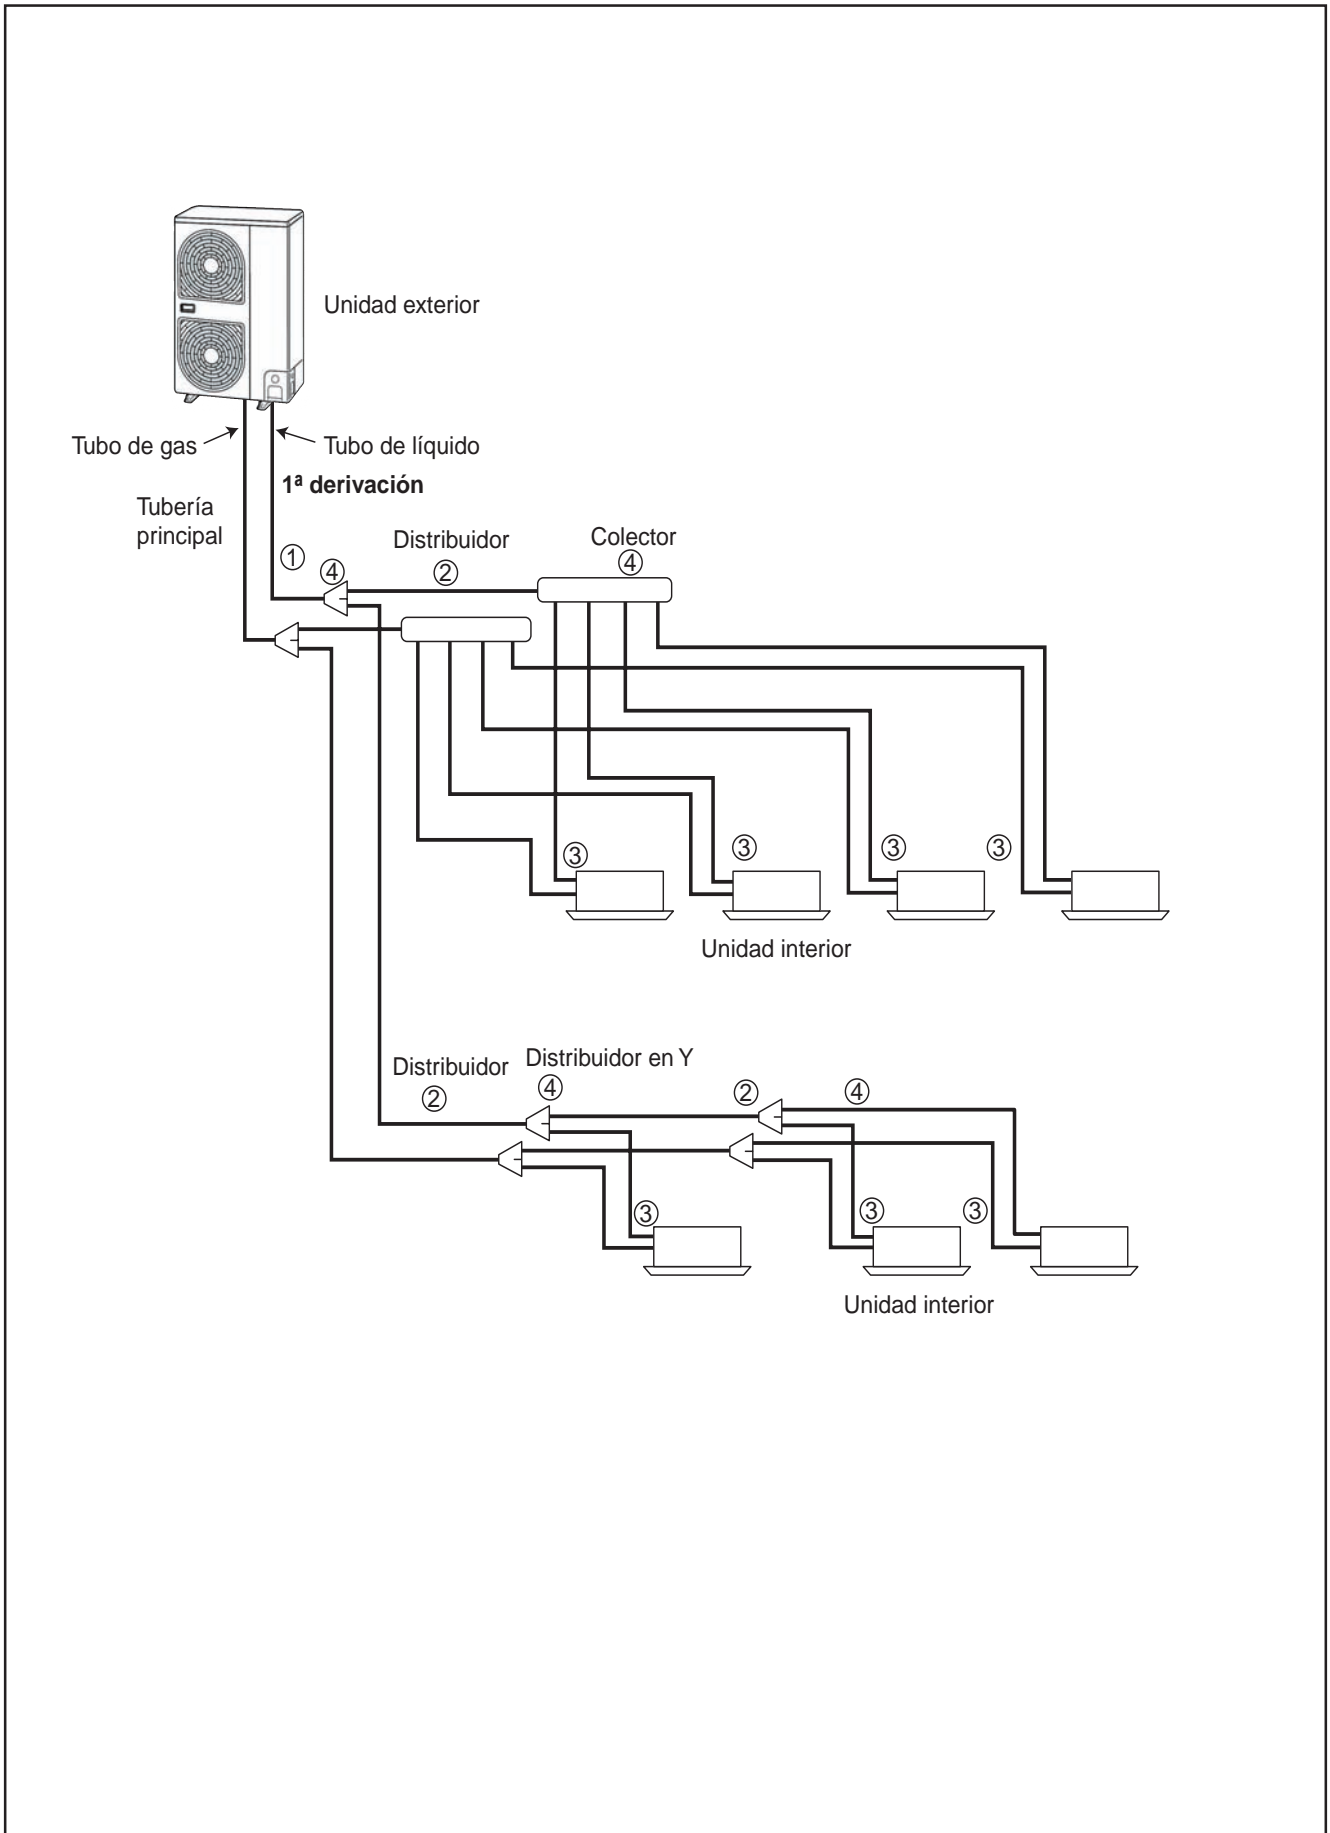 Unidad exterior
Tubo de gas
Tubo de líquido
1ª derivación
Tubería
principal
Distribuidor
Colector
① ④ ② ④
③ ③ ③ ③
Unidad interior
Distribuidor
Distribuidor en Y
② ④ ② ④
③ ③ ③
Unidad interior